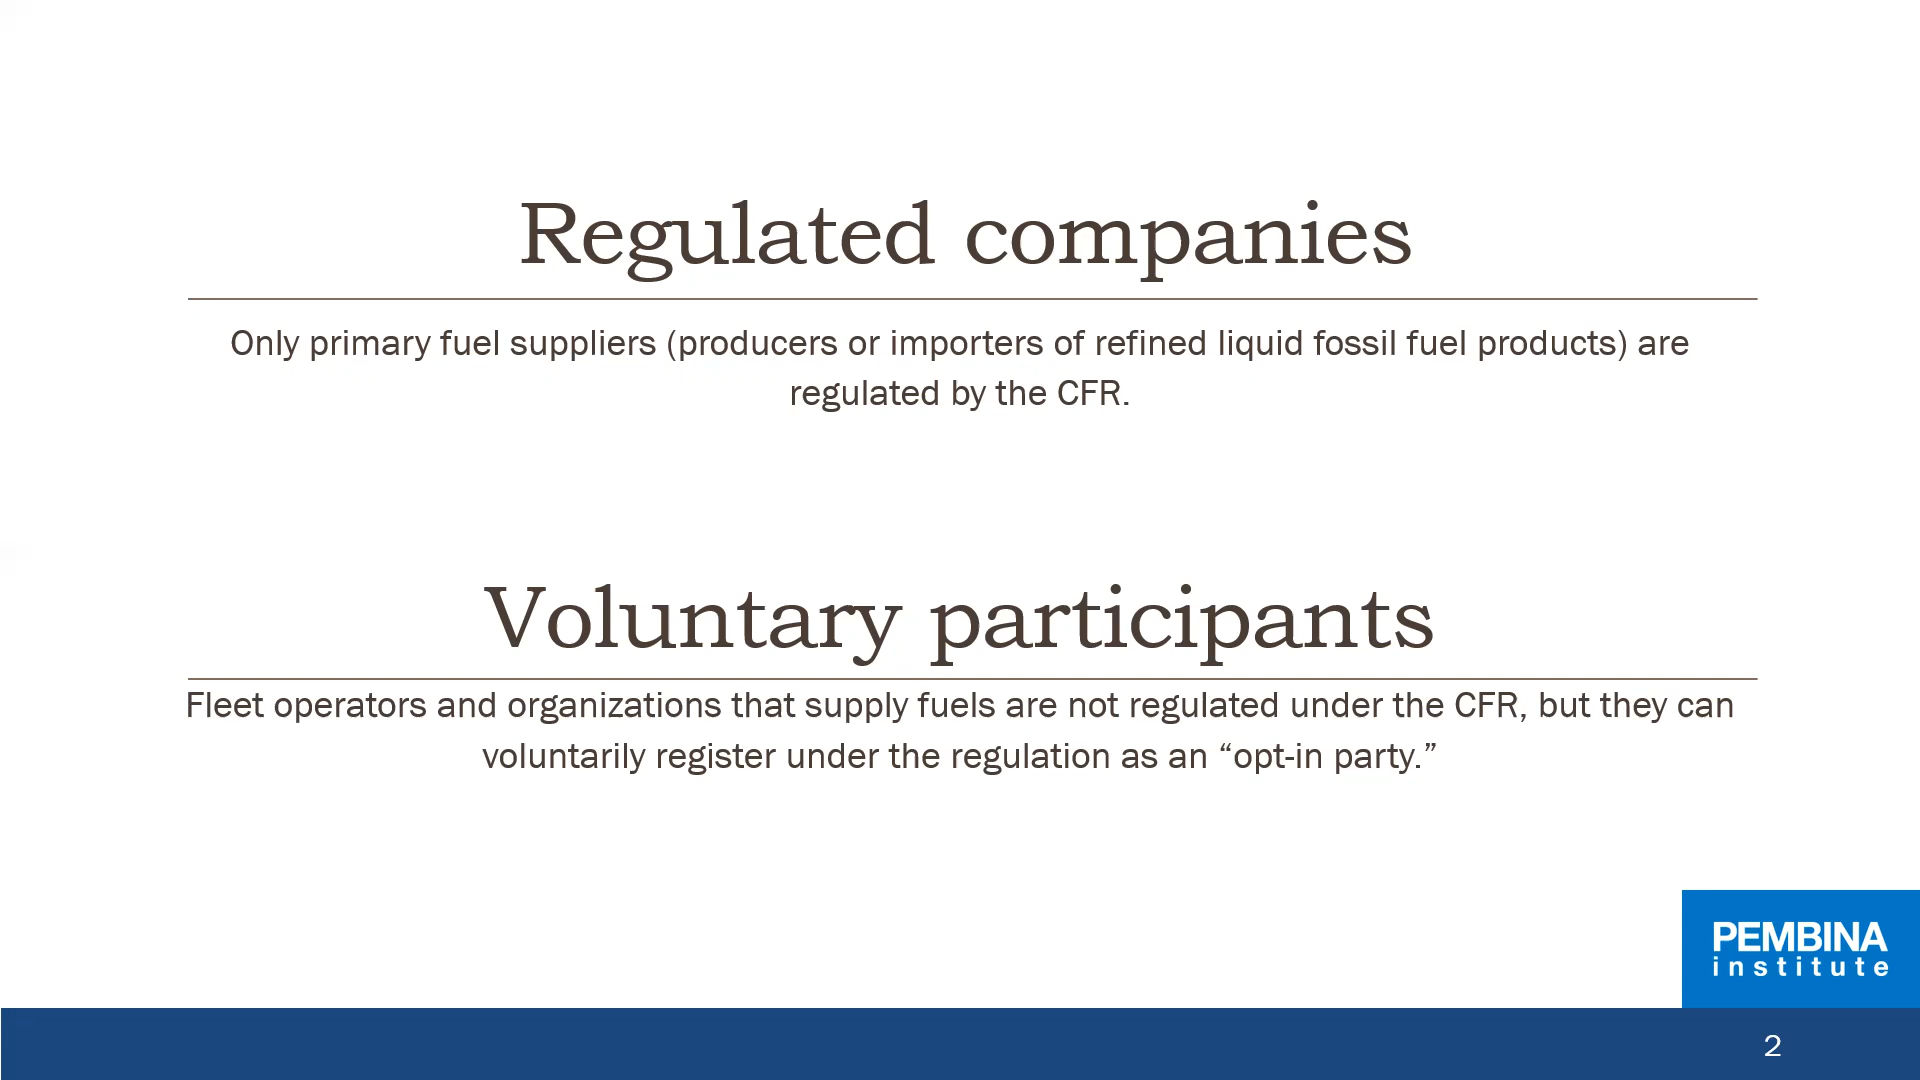 Regulated companies
Only primary fuel suppliers (producers or importers of refined liquid fossil fuel products) are
regulated by the CFR.
Voluntary participants
Fleet operators and organizations that supply fuels are not regulated under the CFR, but they can
voluntarily register under the regulation as an “opt-in party.”
PEMBINA
institute
2